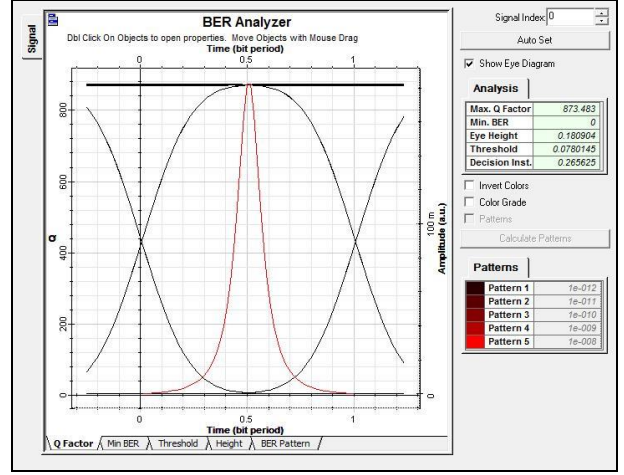 Signal
BER Analyzer
Dbl Click On Objects to open properties. Move Objects with Mouse Drag
Time (bit period)
0 0.5 1
Q
800
600
400
200
0
100 m
0
Amplitude (a.u.)
0 0.5 1
Time (bit period)
Q Factor Min BER Threshold Height BER Pattern
Signal Index: 0
Auto Set
Show Eye Diagram
Analysis
Max. Q Factor 873.483
Min. BER 0
Eye Height 0.180904
Threshold 0.0780145
Decision Inst. 0.265625
Invert Colors
Color Grade
Patterns
Calculate Patterns
Patterns
Pattern 1 1e-012
Pattern 2 1e-011
Pattern 3 1e-010
Pattern 4 1e-009
Pattern 5 1e-008